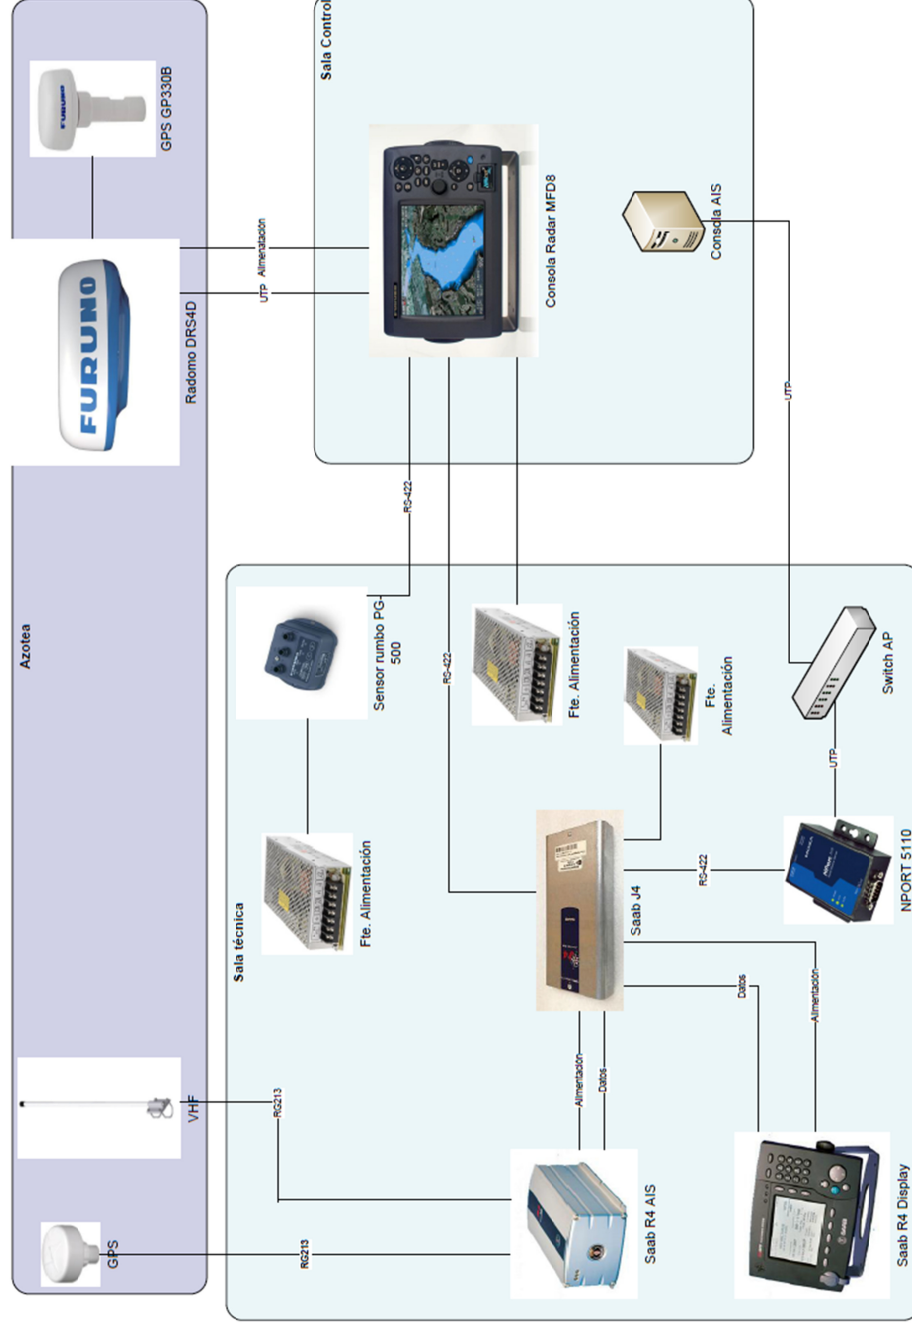 Azotea
GPS
VHF
FURUNO
Radomo DRS4D
FURUNO
GPS GP330B
RG213
RG213
UTP
Alimenatación
Sala técnica
Fte. Alimentación
Sensor rumbo PG-
500
RS-422
RS-422
Fte. Alimentación
Fte.
Alimentación
Saab R4 AIS
Alimentación
Datos
Saab J4
Saab R4 Display
Datos
Alimentación
RS-422
NPORT 5110
UTP
Switch AP
UTP
Sala Control
Consola Radar MFD8
Consola AIS